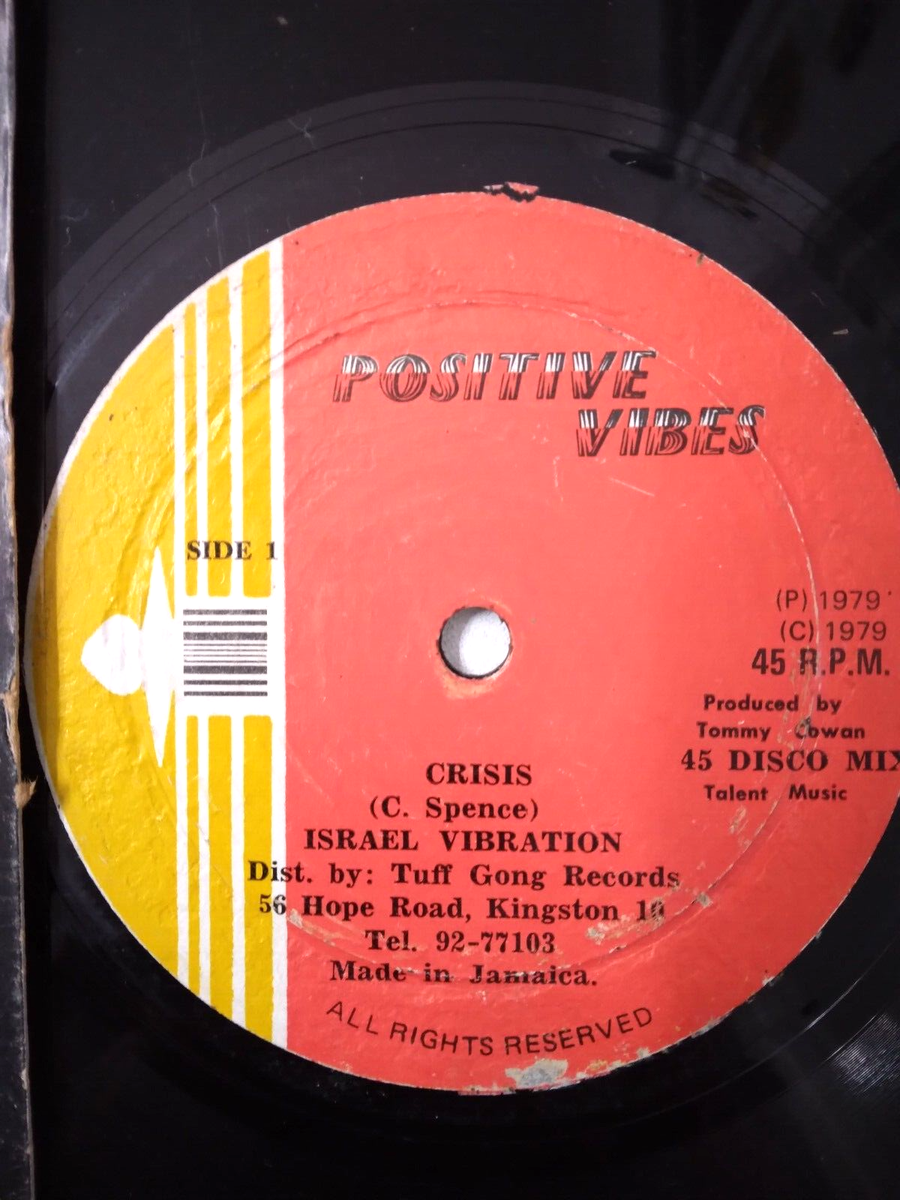 POSITIVE
VIBES
SIDE 1
(P) 1979
(C) 1979
45 R.P.M.
Produced by
Tommy Cowan
45 DISCO MIX
Talent Music
CRISIS
(C. Spence)
ISRAEL VIBRATION
Dist. by: Tuff Gong Records
56 Hope Road, Kingston 10
Tel. 92-77103
Made in Jamaica.
ALL RIGHTS RESERVED